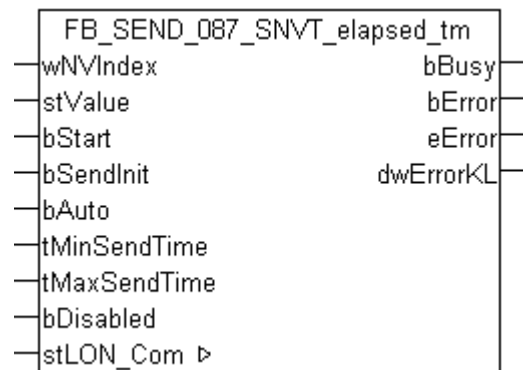 FB_SEND_087_SNVT_elapsed_tm
wNVIndex bBusy
stValue bError
bStart eError
bSendInit dwErrorKL
bAuto
tMinSendTime
tMaxSendTime
bDisabled
stLON_Com ▷